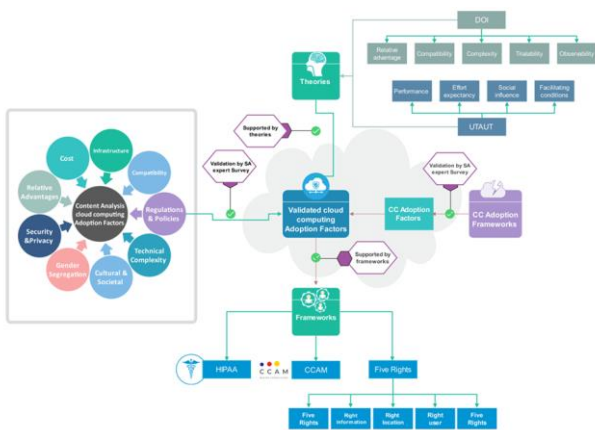 DOI
Relative
advantage
Compatibility
Complexity
Trialability
Observability
Performance
Effort
expectancy
Social
influence
Facilitating
conditions
UTAUT
Theories
Supported by
theories
Validation by SA
expert Survey
Validation by SA
expert Survey
Cost
Infrastructure
Compatibility
Relative
Advantages
Content Analysis
cloud computing
Adoption Factors
Regulations
& Policies
Security
&Privacy
Technical
Complexity
Gender
Segregation
Cultural &
Societal
Validated cloud
computing
Adoption Factors
CC Adoption
Factors
CC Adoption
Frameworks
Supported by
frameworks
Frameworks
HIPAA
CCAM
CCAM
Five Rights
Five
Rights
Right
information
Right
location
Right
user
Five
Rights